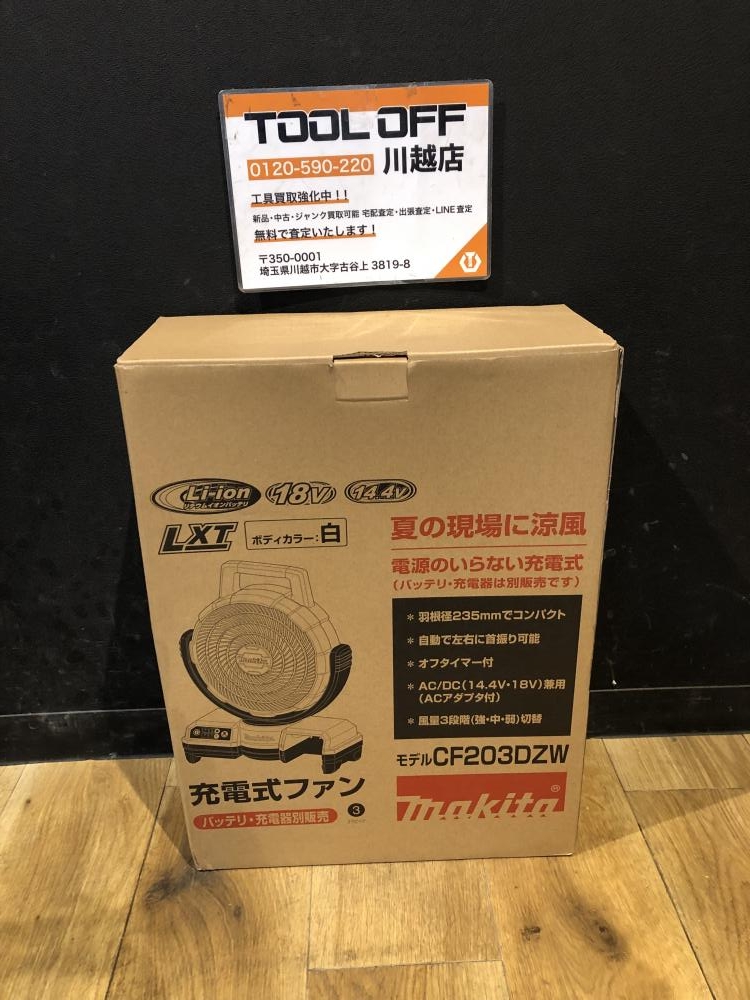 TOOL OFF
0120-590-220 川越店
工具買取強化中！！
新品・中古・ジャンク買取可能 宅配査定・出張査定・LINE査定
無料で査定いたします！
〒350-0001
埼玉県川越市大字古谷上 3819-8
Li-ion
リチウムイオンバッテリ
18V
14.4V
LXT
ボディカラー：白
夏の現場に涼風
電源のいらない充電式
（バッテリ・充電器は別販売です）
＊羽根径235mmでコンパクト
＊自動で左右に首振り可能
＊オフタイマー付
＊AC/DC（14.4V・18V）兼用
（ACアダプタ付）
＊風量3段階（強・中・弱）切替
makita
モデルCF203DZW
充電式ファン
バッテリ・充電器別販売
3
makita®